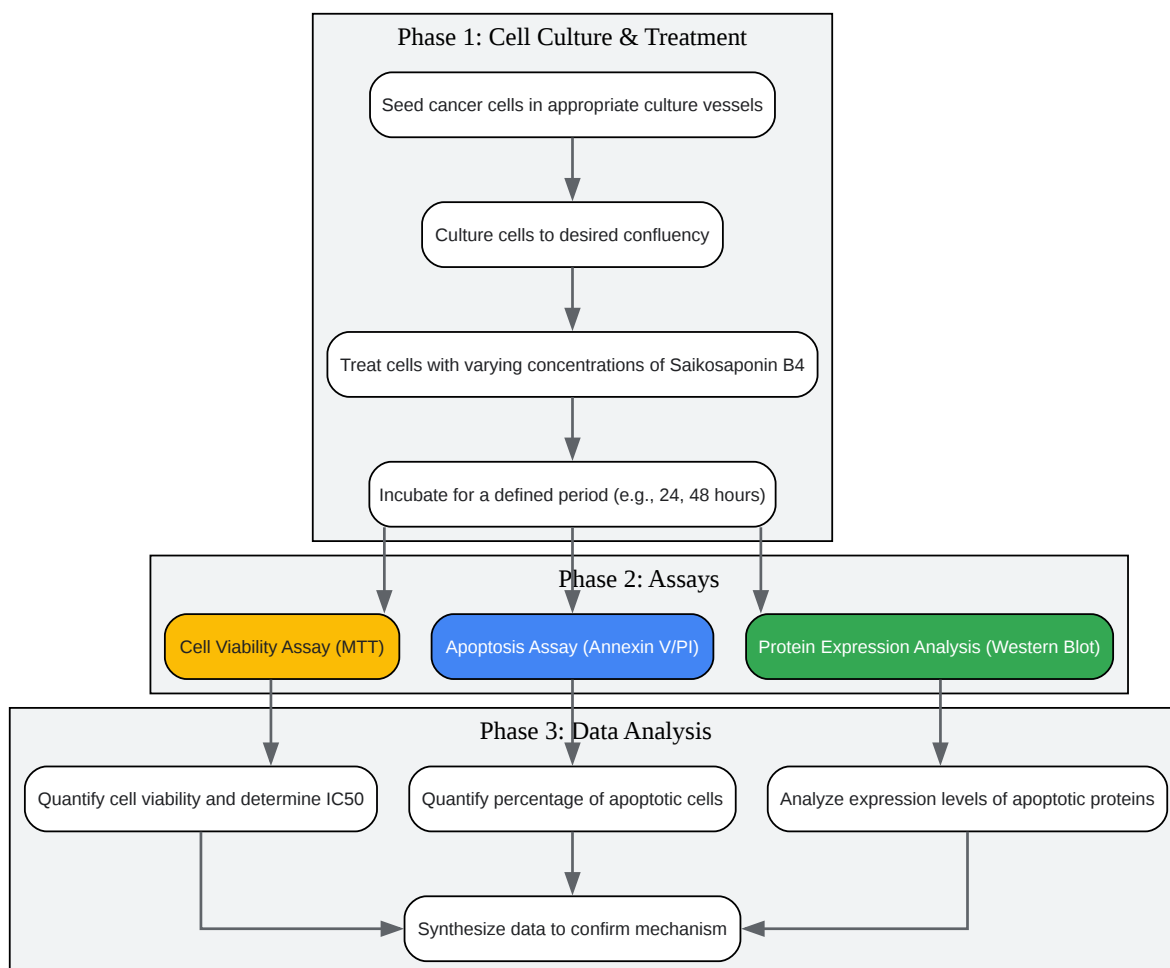 Phase 1: Cell Culture & Treatment
Seed cancer cells in appropriate culture vessels
Culture cells to desired confluency
Treat cells with varying concentrations of Saikosaponin B4
Incubate for a defined period (e.g., 24, 48 hours)
Phase 2: Assays
Cell Viability Assay (MTT)
Apoptosis Assay (Annexin V/PI)
Protein Expression Analysis (Western Blot)
Phase 3: Data Analysis
Quantify cell viability and determine IC50
Quantify percentage of apoptotic cells
Analyze expression levels of apoptotic proteins
Synthesize data to confirm mechanism